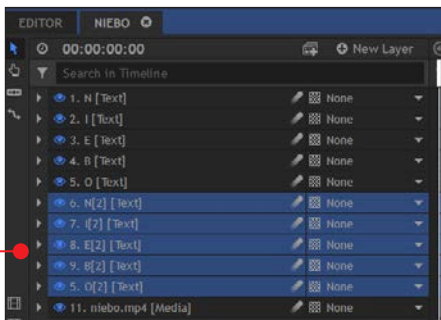 EDITOR NIEBO
00:00:00:00 New Layer
Search in Timeline
1. N [Text] None
2. I [Text] None
3. E [Text] None
4. B [Text] None
5. O [Text] None
6. N[2] [Text] None
7. I[2] [Text] None
8. E[2] [Text] None
9. B[2] [Text] None
5. O[2] [Text] None
11. niebo.mp4 [Media] None